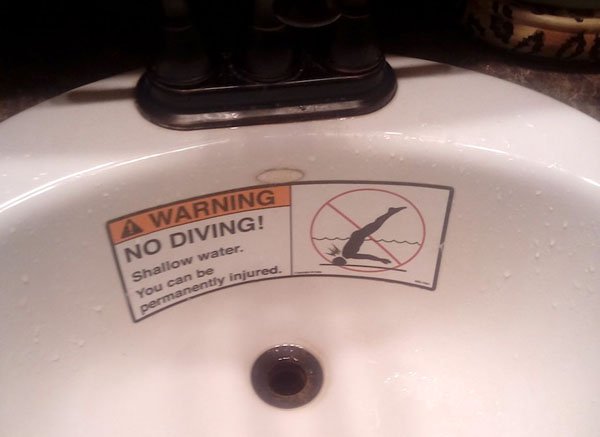 WARNING
NO DIVING!
Shallow water.
You can be
permanently injured.